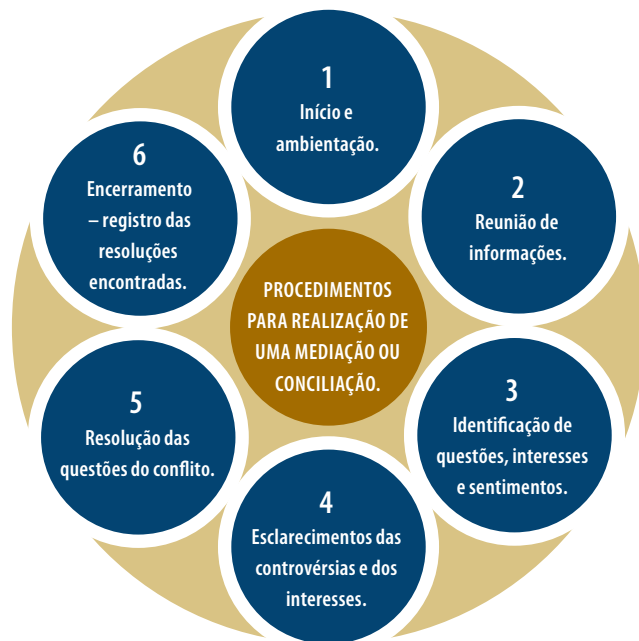 PROCEDIMENTOS
PARA REALIZAÇÃO DE
UMA MEDIAÇÃO OU
CONCILIAÇÃO.
1
Início e
ambientação.
2
Reunião de
informações.
3
Identificação de
questões, interesses
e sentimentos.
4
Esclarecimentos das
controvérsias e dos
interesses.
5
Resolução das
questões do conflito.
6
Encerramento
– registro das
resoluções
encontradas.